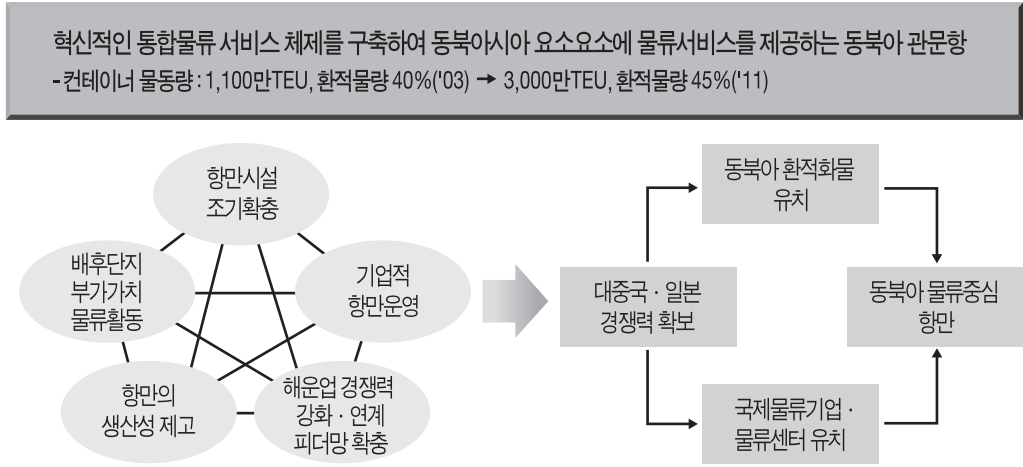 혁신적인 통합물류 서비스 체제를 구축하여 동북아시아 요소요소에 물류서비스를 제공하는 동북아 관문항
- 컨테이너 물동량 : 1,100만TEU, 환적물량 40%('03) → 3,000만TEU, 환적물량 45%('11)
항만시설
조기확충
배후단지
부가가치
물류활동
기업적
항만운영
항만의
생산성 제고
해운업 경쟁력
강화 · 연계
피더망 확충
대중국 · 일본
경쟁력 확보
동북아 환적화물
유치
국제물류기업 ·
물류센터 유치
동북아 물류중심
항만